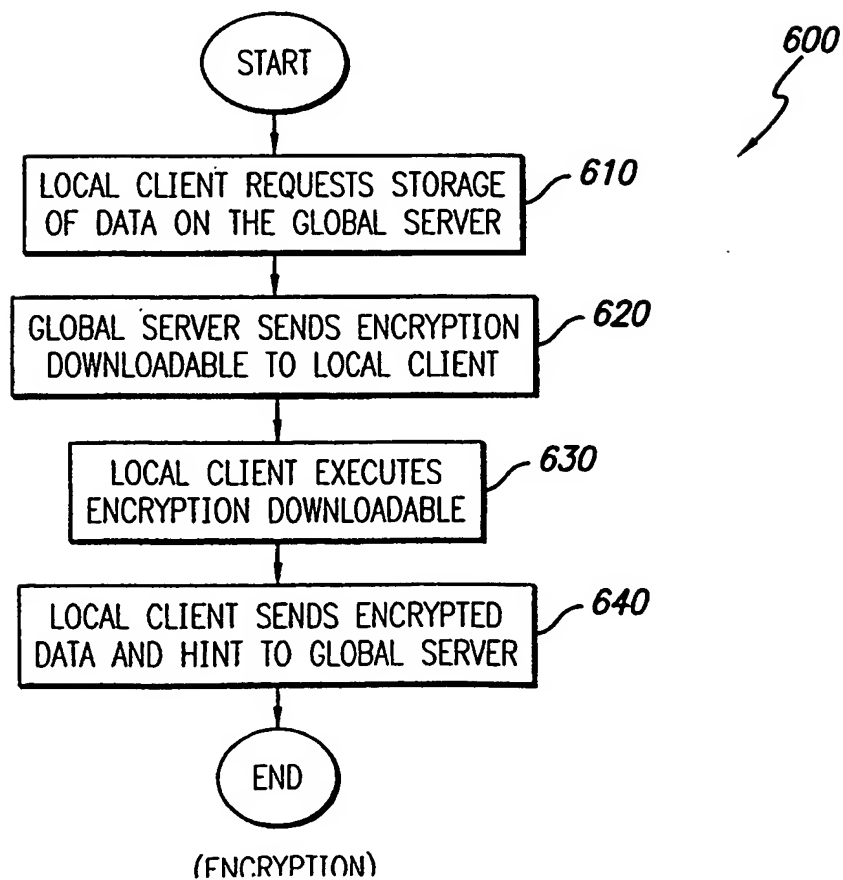 START
600
LOCAL CLIENT REQUESTS STORAGE
OF DATA ON THE GLOBAL SERVER
610
GLOBAL SERVER SENDS ENCRYPTION
DOWNLOADABLE TO LOCAL CLIENT
620
LOCAL CLIENT EXECUTES
ENCRYPTION DOWNLOADABLE
630
LOCAL CLIENT SENDS ENCRYPTED
DATA AND HINT TO GLOBAL SERVER
640
END
(ENCRYPTION)